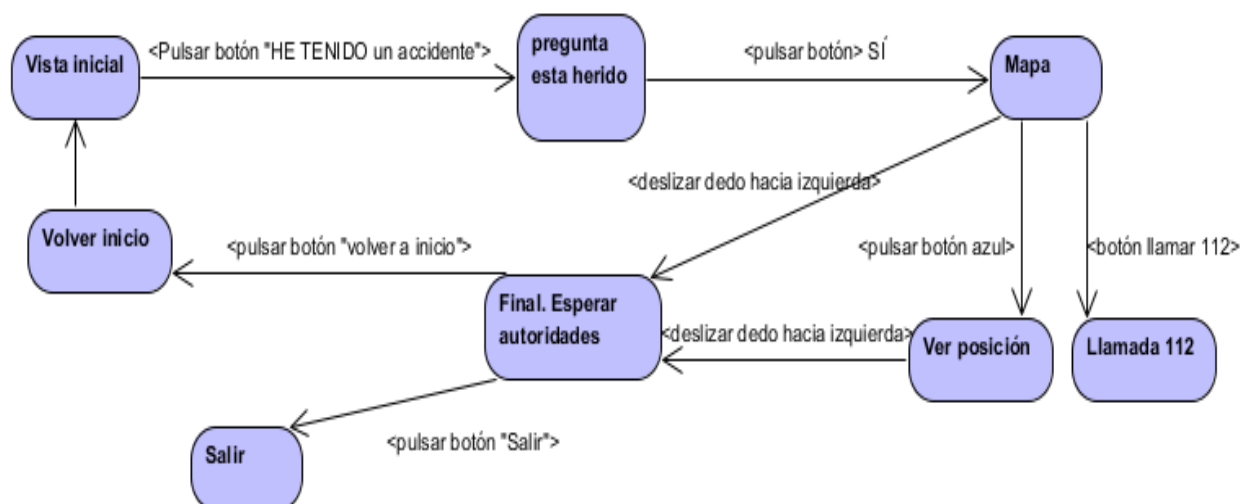 Vista inicial
<Pulsar botón "HE TENIDO un accidente">
pregunta
esta herido
<pulsar botón> SÍ
Mapa
<deslizar dedo hacia izquierda>
Volver inicio
<pulsar botón "volver a inicio">
<pulsar botón azul>
<botón llamar 112>
Final. Esperar
autoridades
<deslizar dedo hacia izquierda>
Ver posición
Llamada 112
Salir
<pulsar botón "Salir">